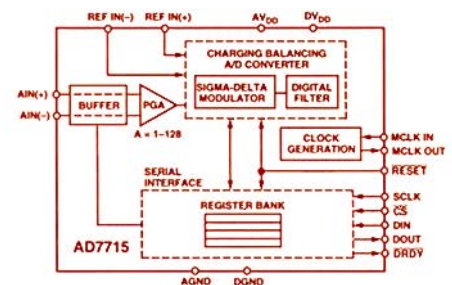 REF IN(–) REF IN(+) AVDD DVDD
CHARGING BALANCING
A/D CONVERTER
SIGMA-DELTA
MODULATOR
DIGITAL
FILTER
AIN(+)
AIN(–)
BUFFER
PGA
A = 1–128
CLOCK
GENERATION
MCLK IN
MCLK OUT
RESET
SERIAL
INTERFACE
REGISTER BANK
SCLK
CS
DIN
DOUT
DRDY
AD7715
AGND DGND